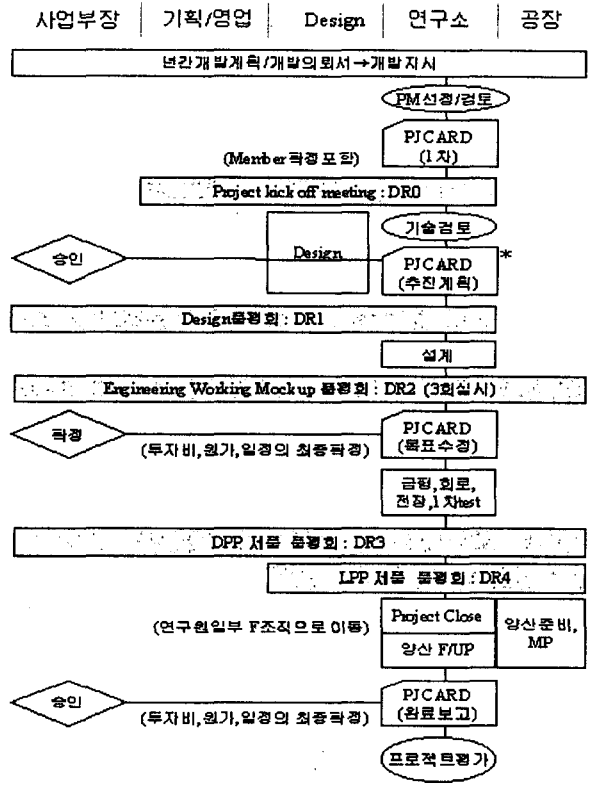 사업부장 기획/영업 Design 연구소 공장
년간개발계획/개발의뢰서→개발지시
PM선정/검토
PJCARD
(1차)
(Member확정포함)
Project kick off meeting : DR0
기술검토
Design
승인
PJCARD *
(추진계획)
Design품평회 : DR1
설계
Engineering Working Mockup 품평회 : DR2 (3회실시)
확정
PJCARD
(목표수정)
(투자비,원가,일정의 최종확정)
금형,회로,
전장,1차test
DPP 시품 품평회 : DR3
LPP 시품 품평회 : DR4
(연구원일부 F조직으로 이동)
Project Close
양산 F/UP
양산준비,
MP
승인
PJCARD
(완료보고)
(투자비,원가,일정의 최종확정)
프로젝트평가